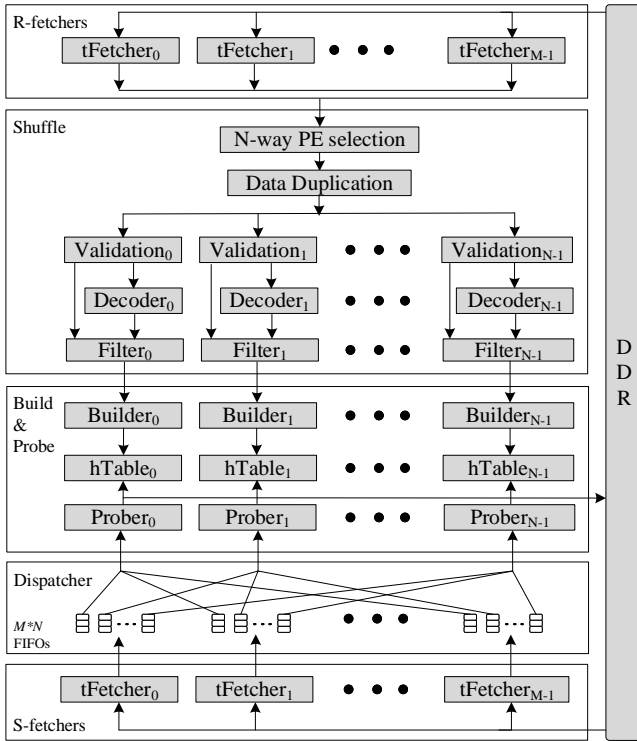 R-fetchers
tFetcher0 tFetcher1 tFetcherM-1
Shuffle
N-way PE selection
Data Duplication
Validation0 Validation1 ValidationN-1
Decoder0 Decoder1 DecoderN-1
Filter0 Filter1 FilterN-1
D
D
R
Build
&
Probe
Builder0 Builder1 BuilderN-1
hTable0 hTable1 hTableN-1
Prober0 Prober1 ProberN-1
Dispatcher
M*N
FIFOs
tFetcher0 tFetcher1 tFetcherM-1
S-fetchers